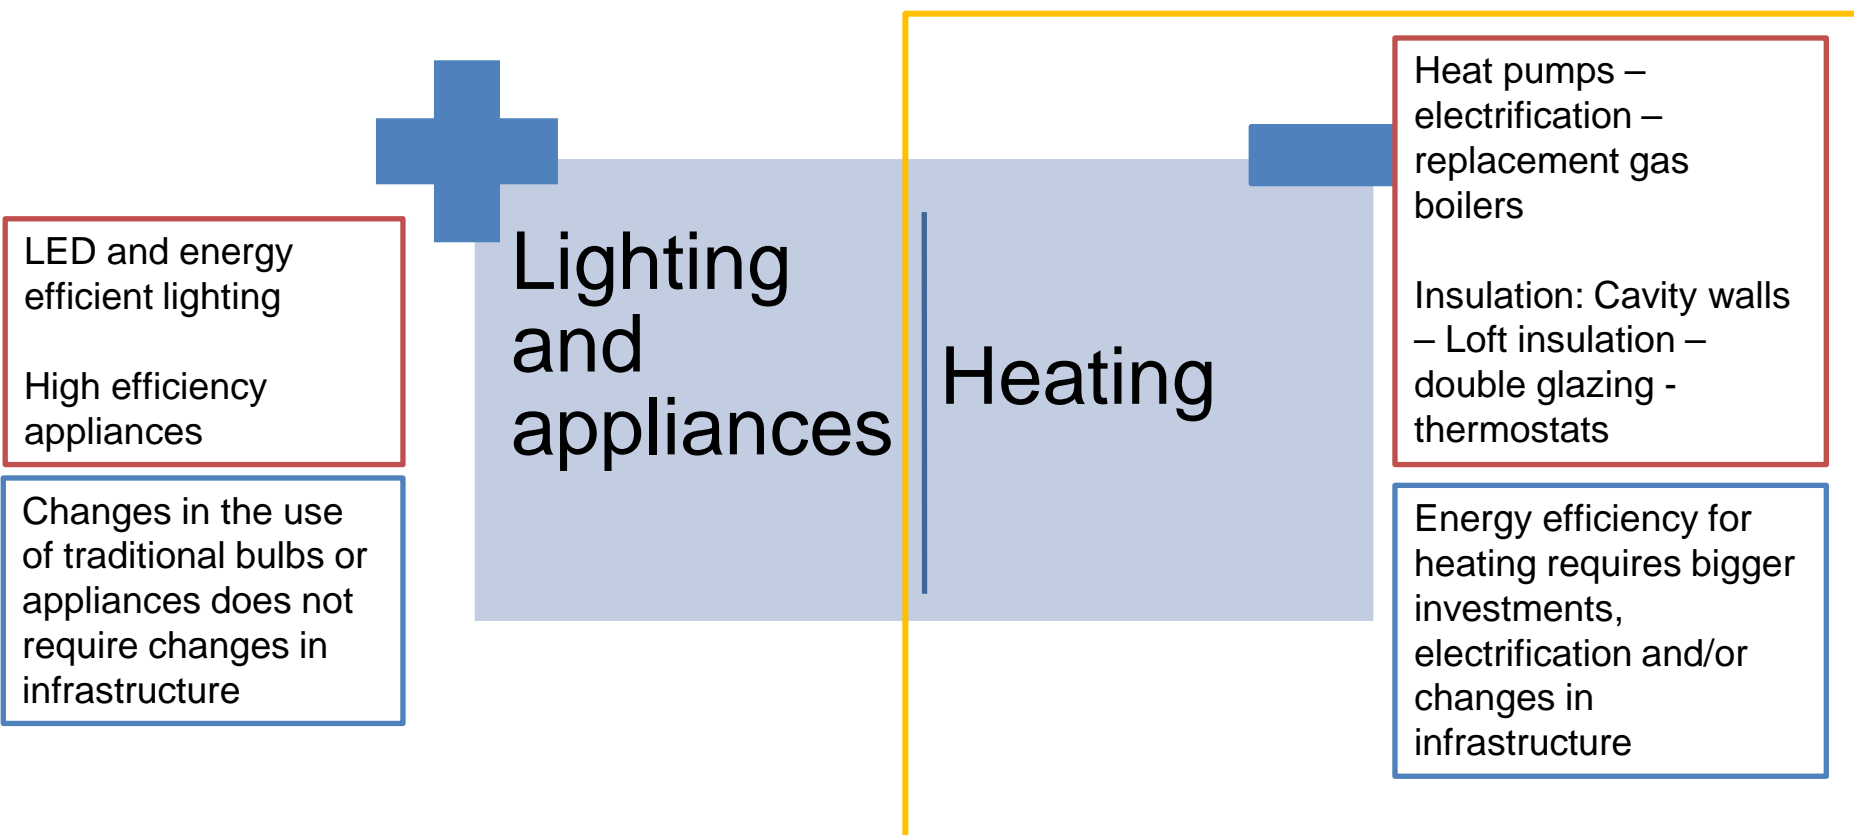 LED and energy
efficient lighting
High efficiency
appliances
Changes in the use
of traditional bulbs or
appliances does not
require changes in
infrastructure
Lighting
and
appliances
Heating
Heat pumps –
electrification –
replacement gas
boilers
Insulation: Cavity walls
– Loft insulation –
double glazing -
thermostats
Energy efficiency for
heating requires bigger
investments,
electrification and/or
changes in
infrastructure